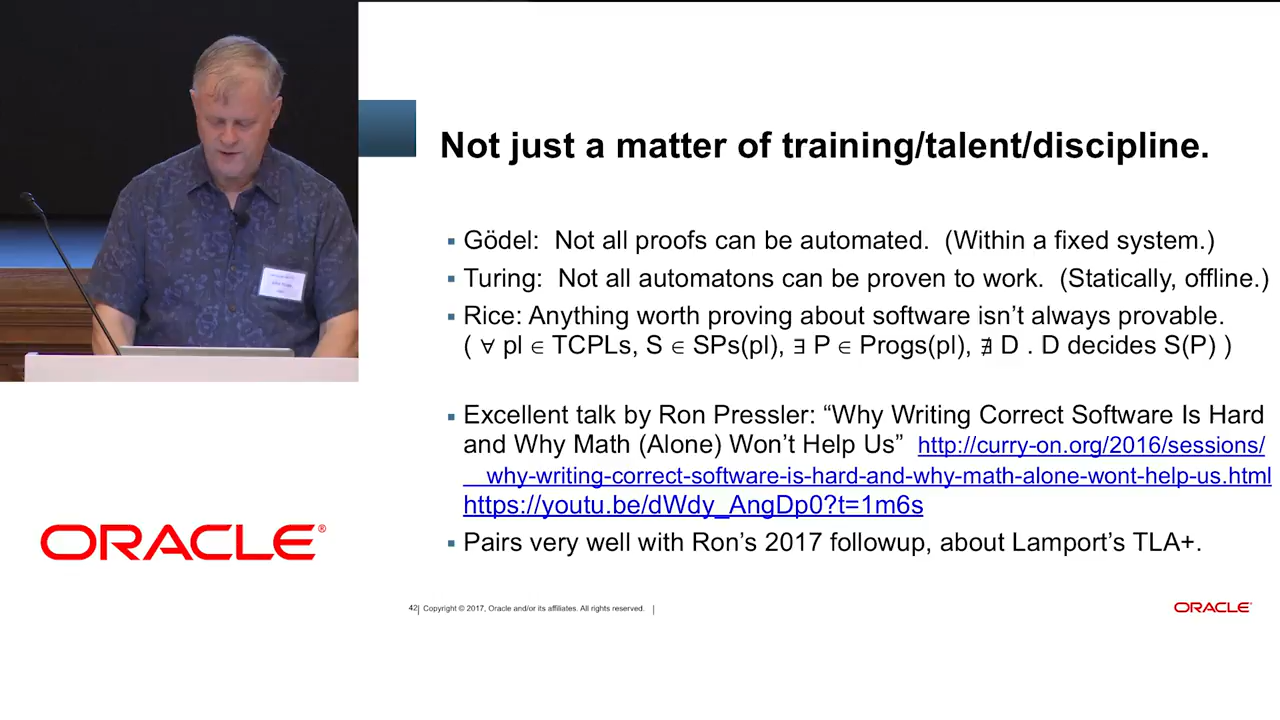 Not just a matter of training/talent/discipline.
▪ Gödel: Not all proofs can be automated. (Within a fixed system.)
▪ Turing: Not all automatons can be proven to work. (Statically, offline.)
▪ Rice: Anything worth proving about software isn’t always provable.
( ∀ pl ∈ TCPLs, S ∈ SPs(pl), ∃ P ∈ Progs(pl), ∄ D . D decides S(P) )
▪ Excellent talk by Ron Pressler: “Why Writing Correct Software Is Hard
and Why Math (Alone) Won’t Help Us” http://curry-on.org/2016/sessions/
why-writing-correct-software-is-hard-and-why-math-alone-wont-help-us.html
https://youtu.be/dWdy_AngDp0?t=1m6s
▪ Pairs very well with Ron’s 2017 followup, about Lamport’s TLA+.
ORACLE®
42| Copyright © 2017, Oracle and/or its affiliates. All rights reserved. |
ORACLE®